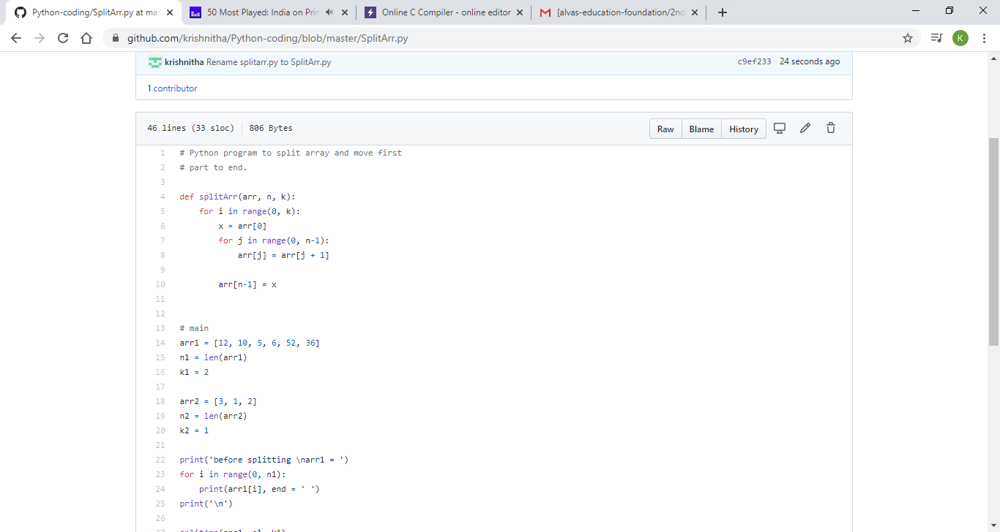 Python-coding/SplitArr.py at mas
50 Most Played: India on Prim
Online C Compiler - online editor
[alvas-education-foundation/2nd
github.com/krishnitha/Python-coding/blob/master/SplitArr.py
K
krishnitha Rename splitarr.py to SplitArr.py c9ef233 24 seconds ago
1 contributor
46 lines (33 sloc) 806 Bytes Raw Blame History
1 # Python program to split array and move first
2 # part to end.
3
4 def splitArr(arr, n, k):
5 for i in range(0, k):
6 x = arr[0]
7 for j in range(0, n-1):
8 arr[j] = arr[j + 1]
9
10 arr[n-1] = x
11
12
13 # main
14 arr1 = [12, 10, 5, 6, 52, 36]
15 n1 = len(arr1)
16 k1 = 2
17
18 arr2 = [3, 1, 2]
19 n2 = len(arr2)
20 k2 = 1
21
22 print('before splitting \narr1 = ')
23 for i in range(0, n1):
24 print(arr1[i], end = ' ')
25 print('\n')
26
27 splitArr(arr1, n1, k1)